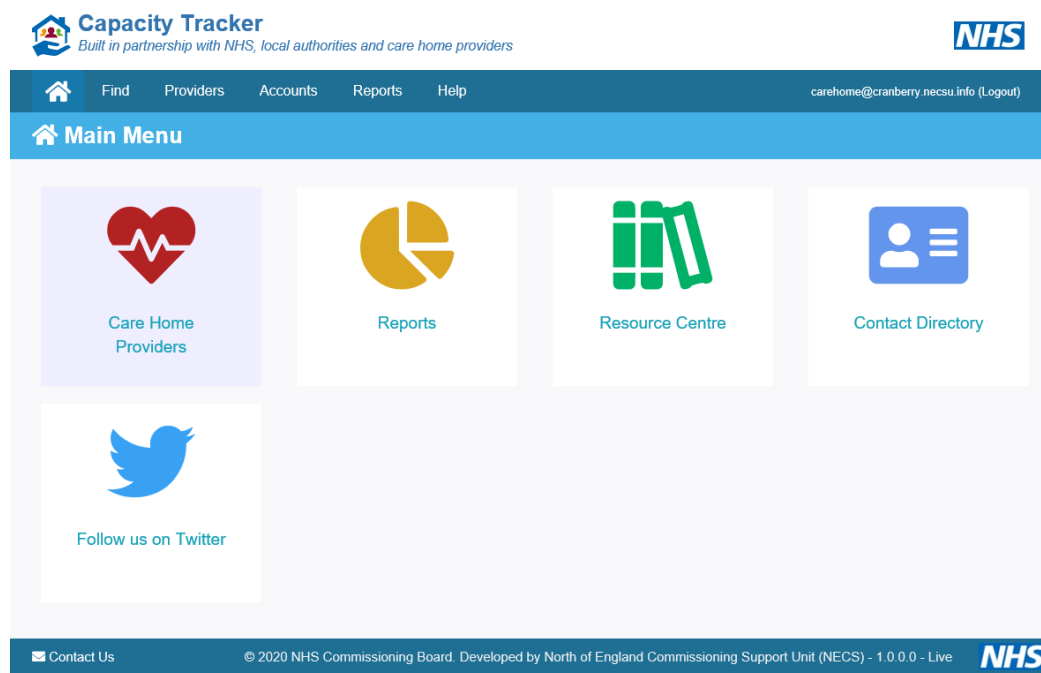 Capacity Tracker
Built in partnership with NHS, local authorities and care home providers
NHS
Find Providers Accounts Reports Help carehome@cranberry.necsu.info (Logout)
Main Menu
Care Home
Providers
Reports
Resource Centre
Contact Directory
Follow us on Twitter
Contact Us © 2020 NHS Commissioning Board. Developed by North of England Commissioning Support Unit (NECS) - 1.0.0.0 - Live NHS